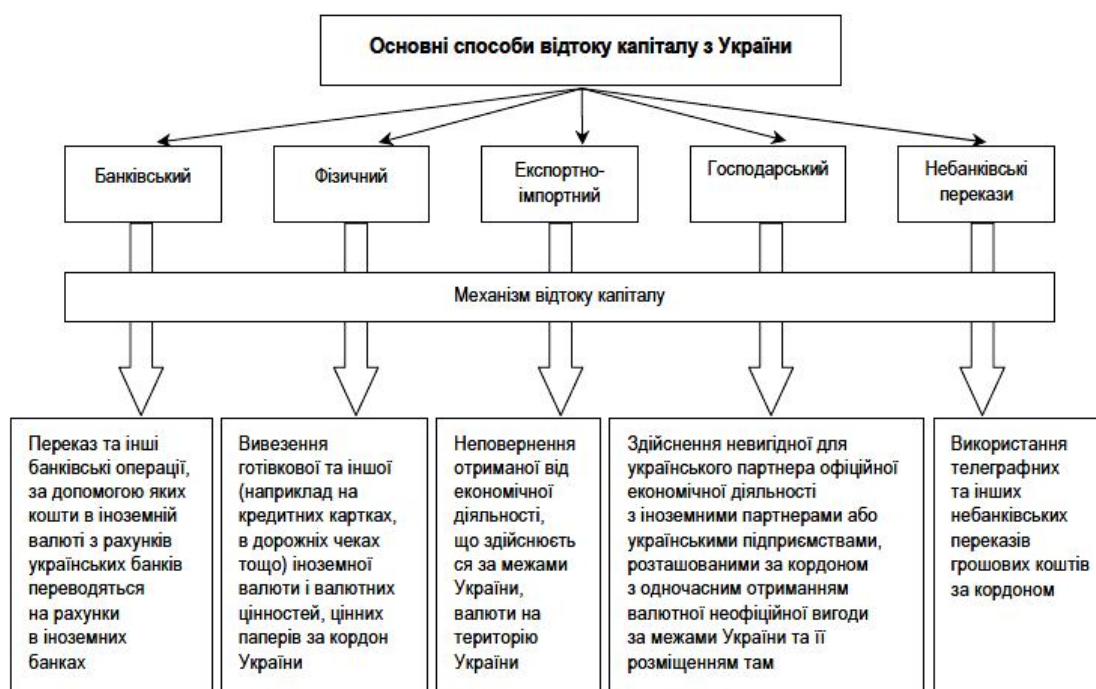 Основні способи відтоку капіталу з України
Банківський
Фізичний
Експортно-
імпортний
Господарський
Небанківські
перекази
Механізм відтоку капіталу
Переказ та інші
банківські операції,
за допомогою яких
кошти в іноземній
валюті з рахунків
українських банків
переводяться
на рахунки
в іноземних
банках
Вивезення
готівкової та іншої
(наприклад на
кредитних картках,
в дорожніх чеках
тощо) іноземної
валюти і валютних
цінностей, цінних
паперів за кордон
України
Неповернення
отриманої від
економічної
діяльності,
що здійснюєть
ся за межами
України,
валюти на
територію
України
Здійснення невигідної для
українського партнера офіційної
економічної діяльності
з іноземними партнерами або
українськими підприємствами,
розташованими за кордоном
з одночасним отриманням
валютної неофіційної вигоди
за межами України та її
розміщенням там
Використання
телеграфних
та інших
небанківських
переказів
грошових коштів
за кордоном